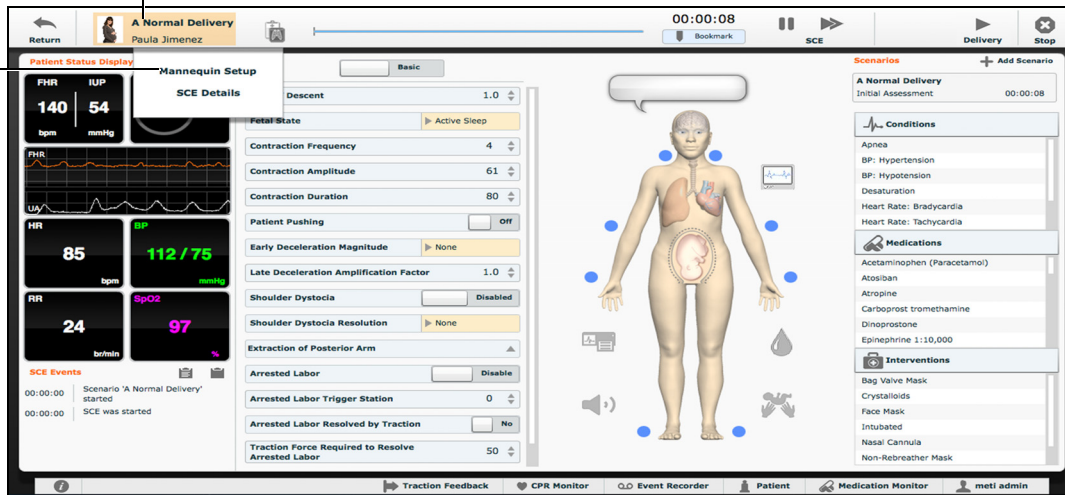 A Normal Delivery
Paula Jimenez
Return
00:00:08
Bookmark
SCE
Delivery
Stop
Patient Status Display
Mannequin Setup
SCE Details
FHR
IUP
140
54
bpm
mmHg
FHR
UA
HR
85
bpm
BP
112 / 75
mmHg
RR
24
br/min
SpO2
97
%
SCE Events
00:00:00
Scenario 'A Normal Delivery'
started
00:00:00
SCE was started
Basic
Descent
1.0
Fetal State
Active Sleep
Contraction Frequency
4
Contraction Amplitude
61
Contraction Duration
80
Patient Pushing
Off
Early Deceleration Magnitude
None
Late Deceleration Amplification Factor
1.0
Shoulder Dystocia
Disabled
Shoulder Dystocia Resolution
None
Extraction of Posterior Arm
Arrested Labor
Disable
Arrested Labor Trigger Station
0
Arrested Labor Resolved by Traction
No
Traction Force Required to Resolve
Arrested Labor
50
Scenarios
Add Scenario
A Normal Delivery
Initial Assessment
00:00:08
Conditions
Apnea
BP: Hypertension
BP: Hypotension
Desaturation
Heart Rate: Bradycardia
Heart Rate: Tachycardia
Medications
Acetaminophen (Paracetamol)
Atosiban
Atropine
Carboprost tromethamine
Dinoprostone
Epinephrine 1:10,000
Interventions
Bag Valve Mask
Crystalloids
Face Mask
Intubated
Nasal Cannula
Non-Rebreather Mask
Traction Feedback
CPR Monitor
Event Recorder
Patient
Medication Monitor
meti admin